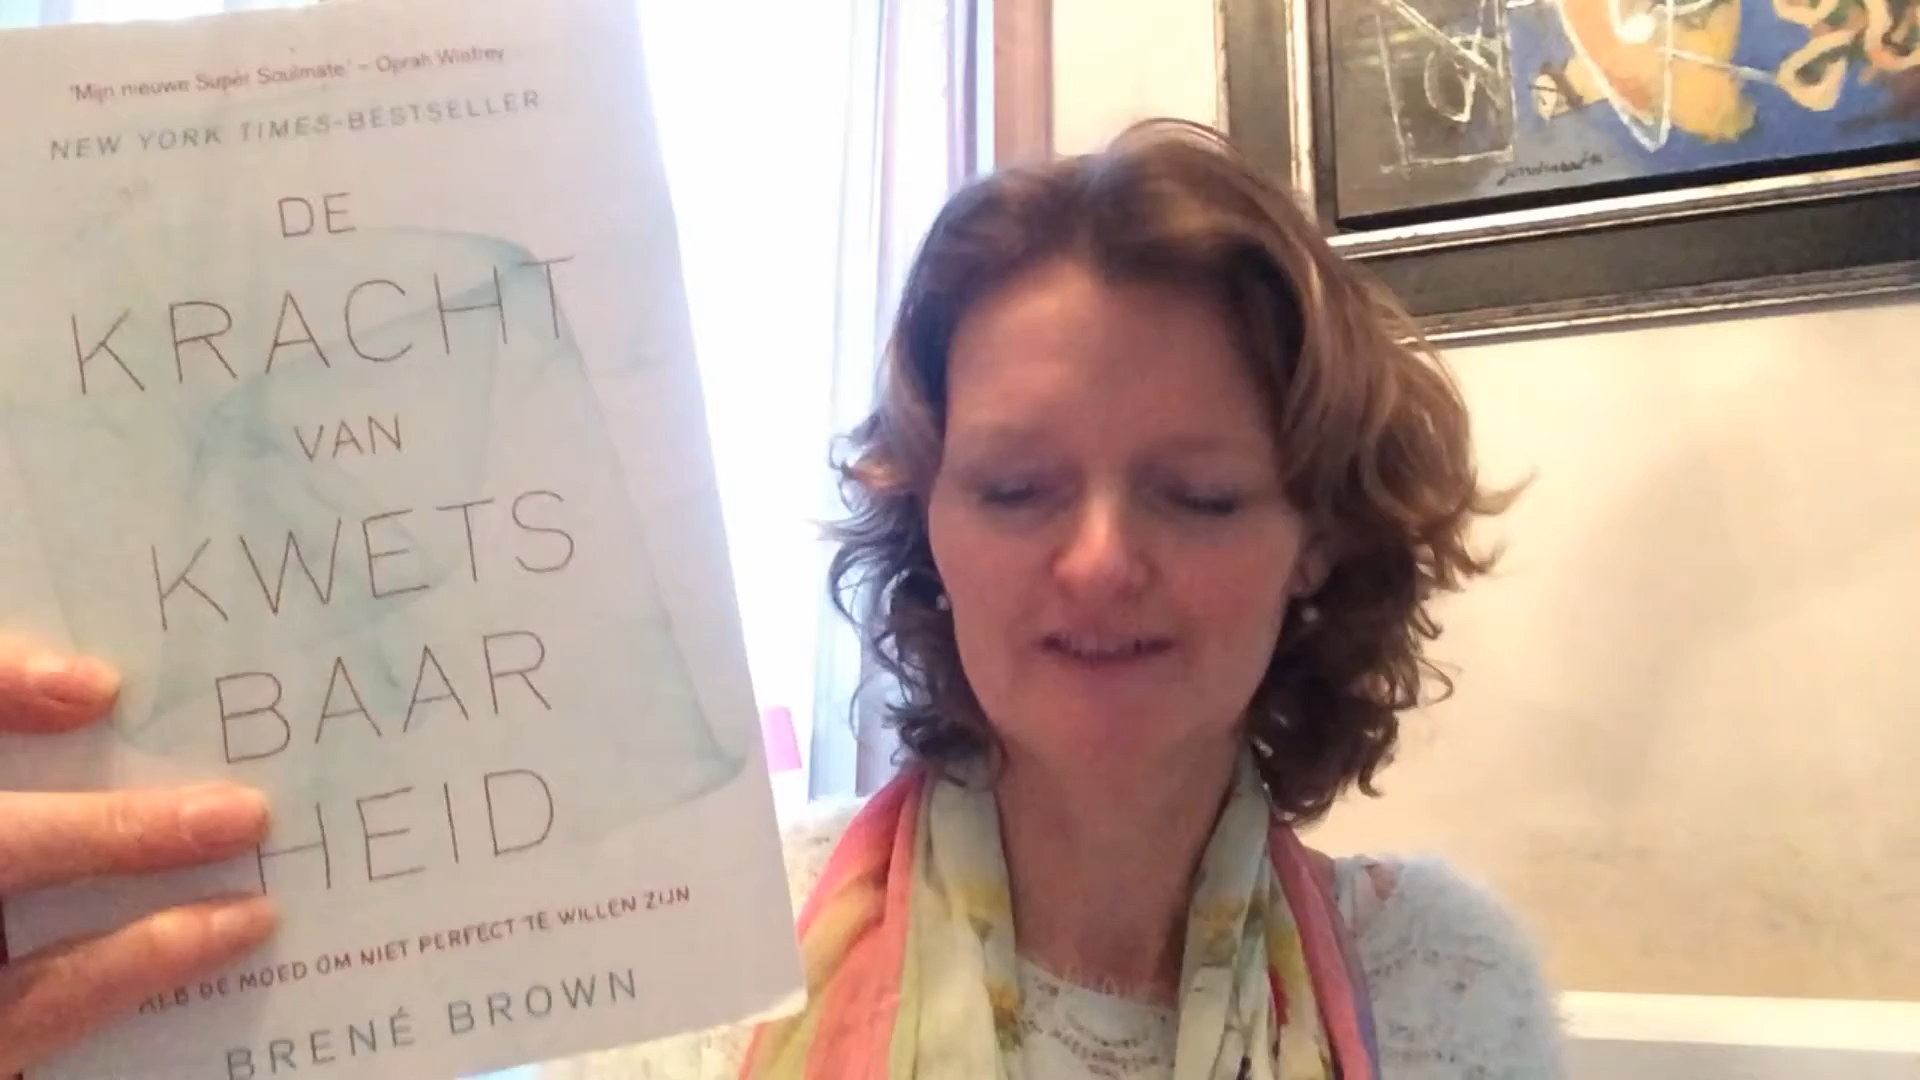 'Mijn nieuwe Super Soulmate.' – Oprah Winfrey
NEW YORK TIMES-BESTSELLER
DE
KRACHT
VAN
KWETS
BAAR
HEID
HEB DE MOED OM NIET PERFECT TE WILLEN ZIJN
BRENÉ BROWN